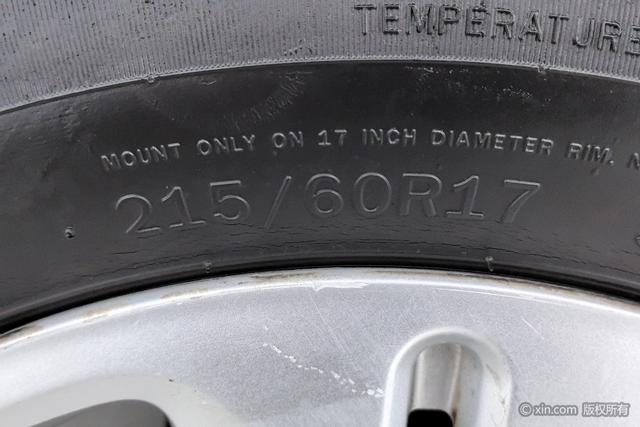 TEMPERATURE
MOUNT ONLY ON 17 INCH DIAMETER RIM. N
215/60R17
©xin.com 版权所有